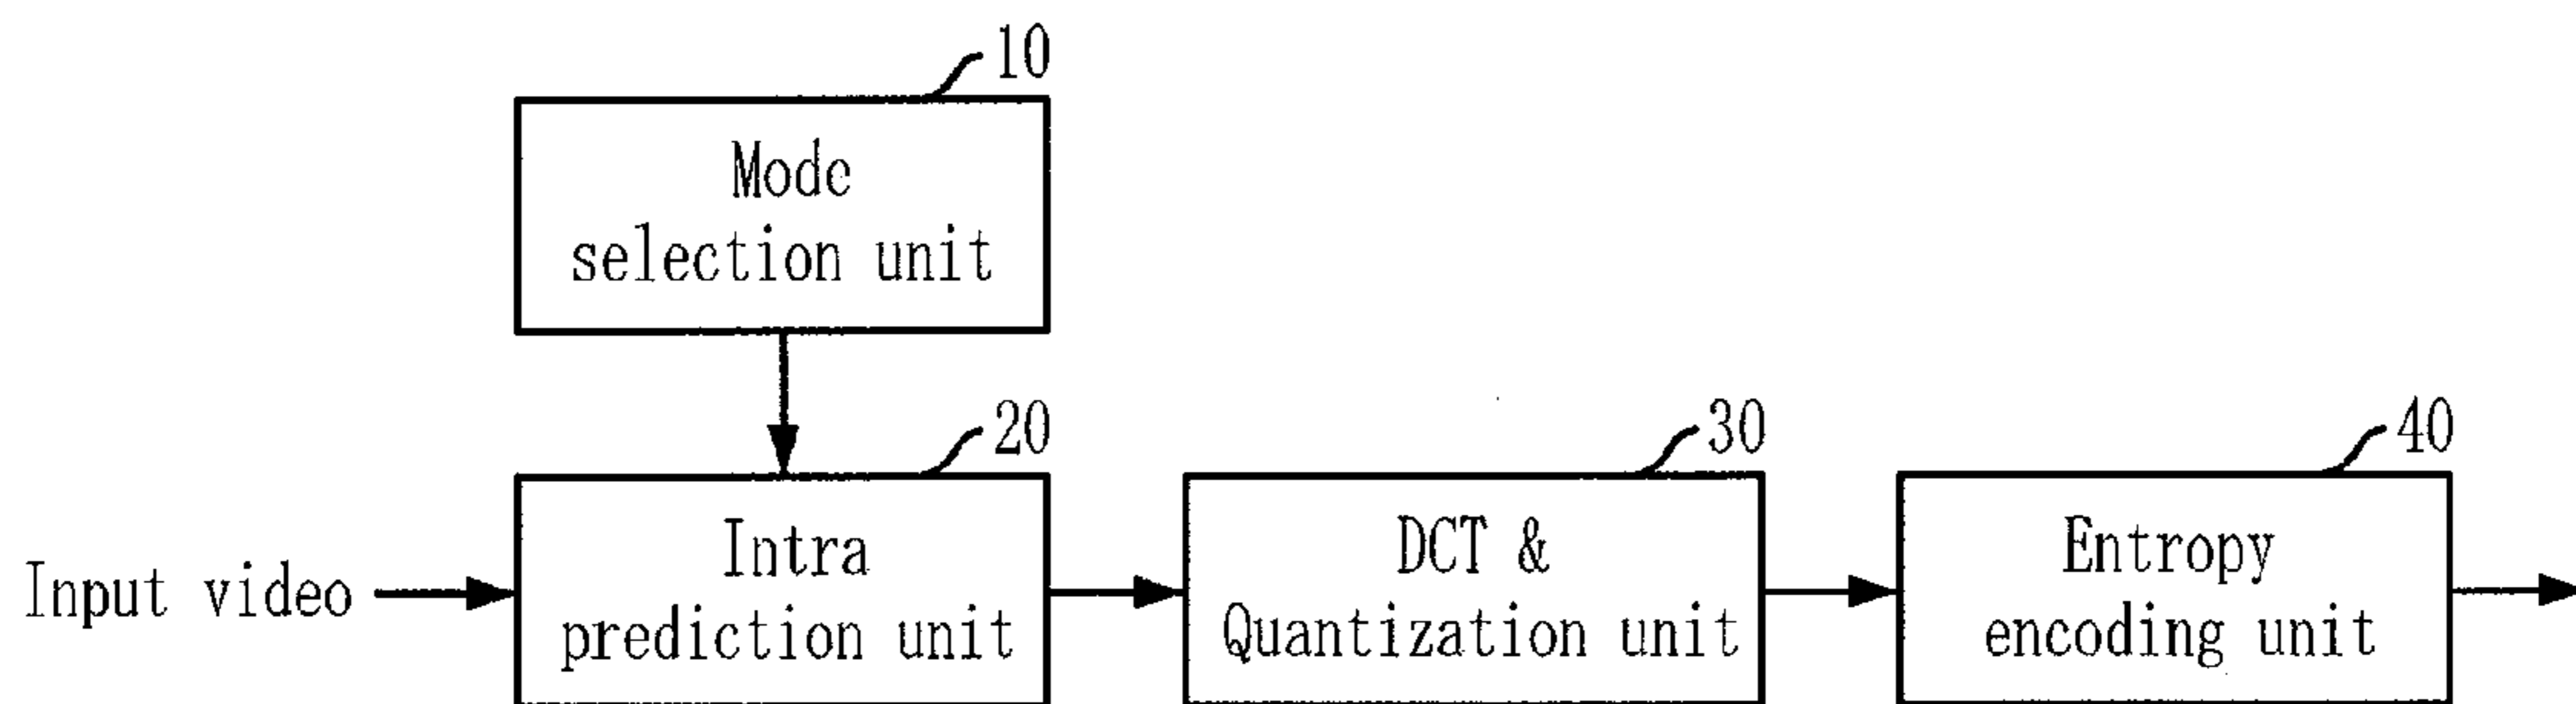 10
Mode
selection unit
20
30
40
Input video
Intra
prediction unit
DCT &
Quantization unit
Entropy
encoding unit